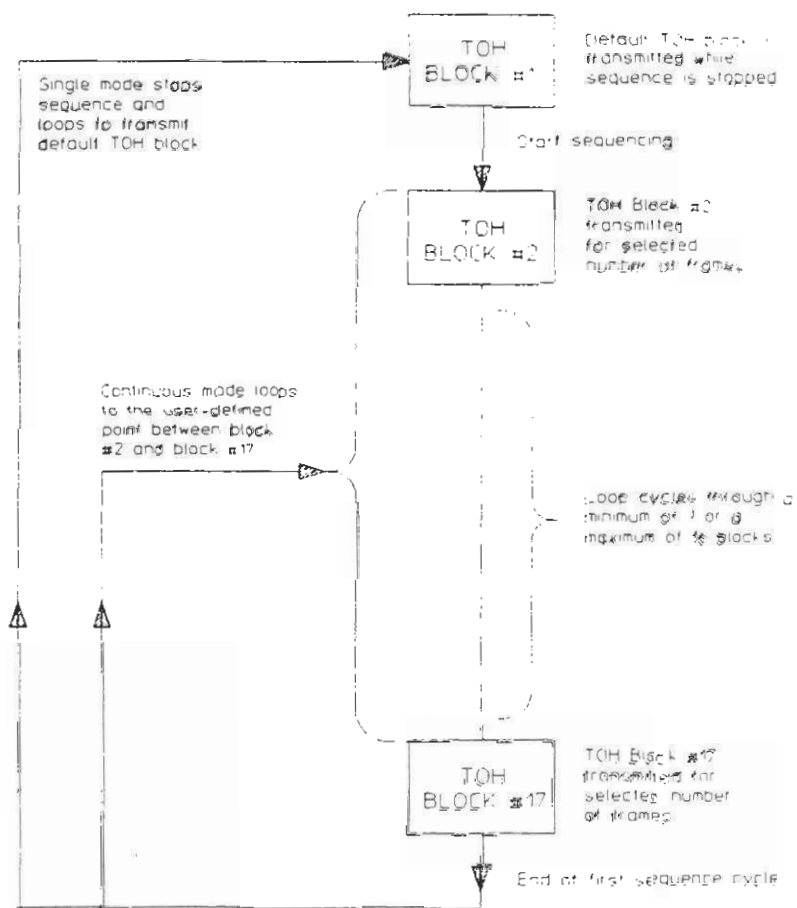 TOH
BLOCK #1
Default TOH block
transmitted while
sequence is stopped
Single mode stops
sequence and
loops to transmit
default TOH block
Start sequencing
TOH
BLOCK #2
TOH Block #2
transmitted
for selected
number of frames
Continuous mode loops
to the user-defined
point between block
#2 and block #17
Loop cycles through a
minimum of 1 or a
maximum of 16 blocks
TOH
BLOCK #17
TOH Block #17
transmitted for
selected number
of frames
End of first sequence cycle